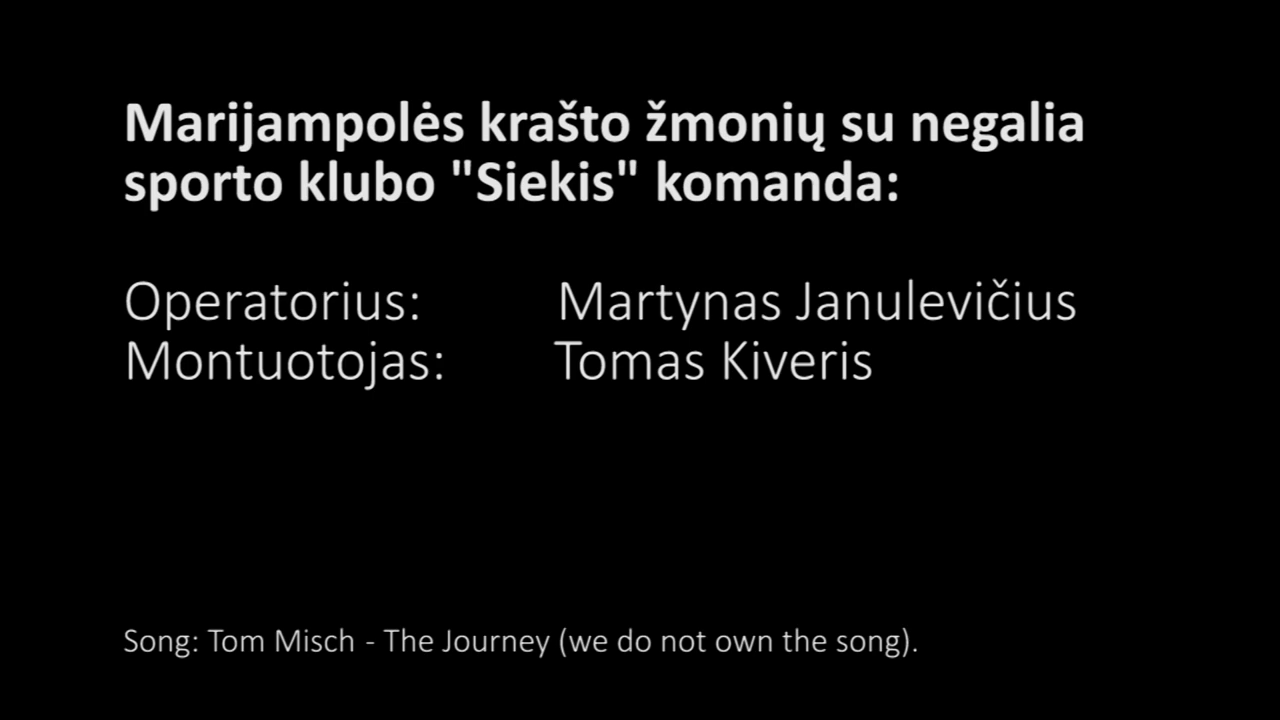 Marijampolės krašto žmonių su negalia
sporto klubo "Siekis" komanda:
Operatorius: Martynas Janulevičius
Montuotojas: Tomas Kiveris
Song: Tom Misch - The Journey (we do not own the song).